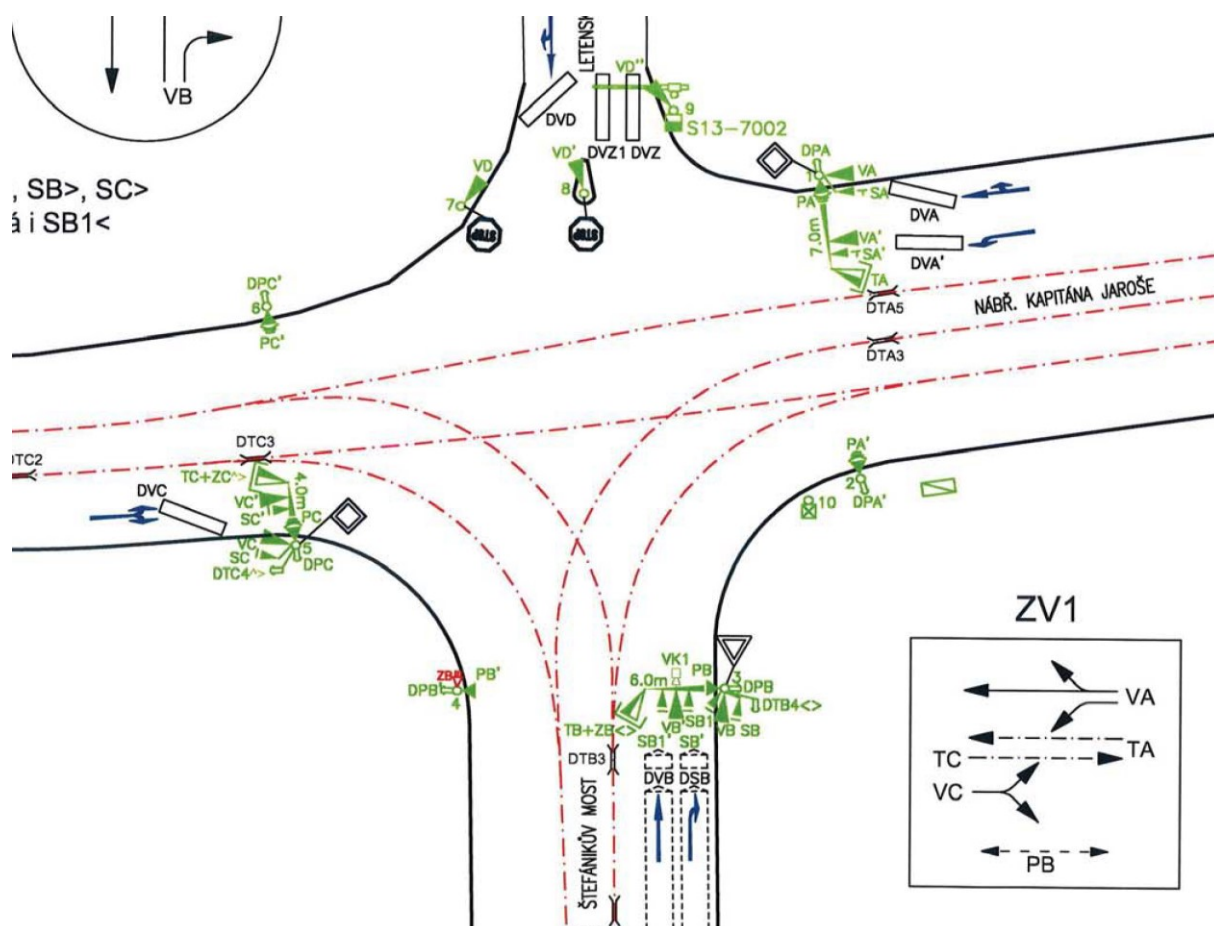 VB
, SB>, SC>
á i SB1<
LETENSK
DVD
DVZ1
DVZ
VD''
9
S13-7002
VD
7
STOP
VD'
8
STOP
DPA
1
VA
SA
PA
7.0m
VA'
SA'
TA
DVA
DVA'
DTA5
DTA3
NÁBŘ. KAPITÁNA JAROŠE
DPC'
6
PC'
DTC2
DTC3
TC+ZC^>
4.0m
VC'
SC'
PC
DVC
VC
SC
5
DPC
DTC4^>
PA'
2
DPA'
10
DPB'
4
PB'
VK1
6.0m
PB
3
DPB
DTB4<>
TB+ZB<>
VB'
SB1
VB
SB
SB1'
SB'
DTB3
DVB
DSB
ŠTEFÁNIKŮV MOST
ZV1
VA
TA
TC
VC
PB